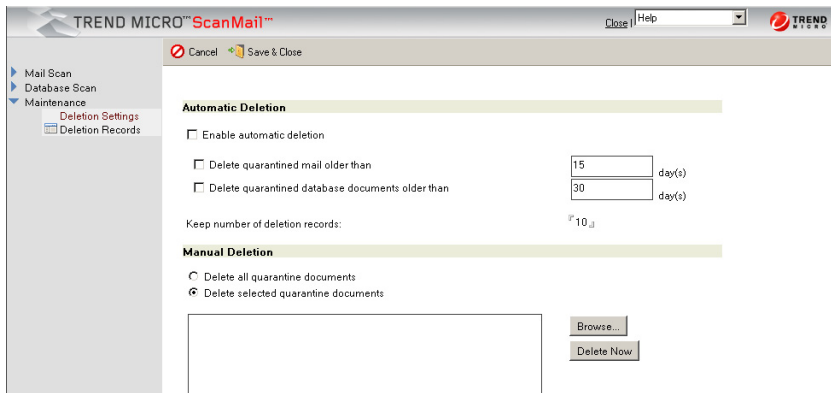 TREND MICRO™ ScanMail™
Close | Help
TREND MICRO
Cancel Save & Close
Mail Scan
Database Scan
Maintenance
Deletion Settings
Deletion Records
Automatic Deletion
Enable automatic deletion
Delete quarantined mail older than 15 day(s)
Delete quarantined database documents older than 30 day(s)
Keep number of deletion records: 10
Manual Deletion
Delete all quarantine documents
Delete selected quarantine documents
Browse...
Delete Now